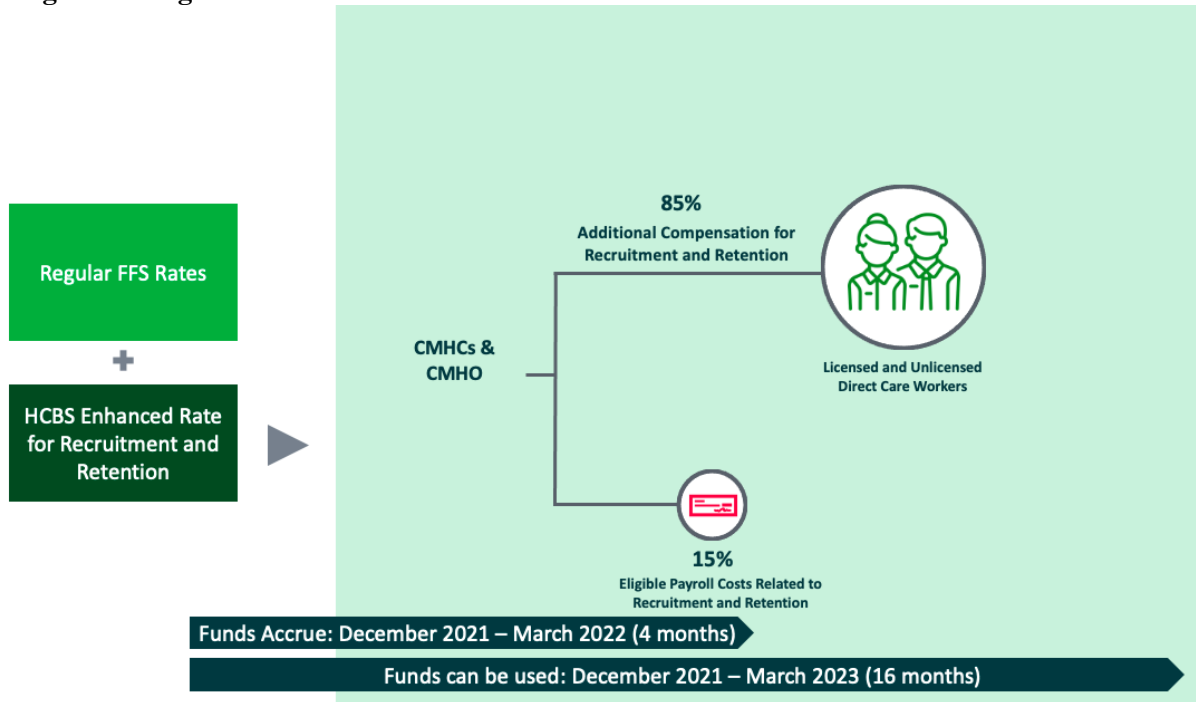 Regular FFS Rates
HCBS Enhanced Rate
for Recruitment and
Retention
CMHCs &
CMHO
85%
Additional Compensation for
Recruitment and Retention
Licensed and Unlicensed
Direct Care Workers
15%
Eligible Payroll Costs Related to
Recruitment and Retention
Funds Accrue: December 2021 – March 2022 (4 months)
Funds can be used: December 2021 – March 2023 (16 months)